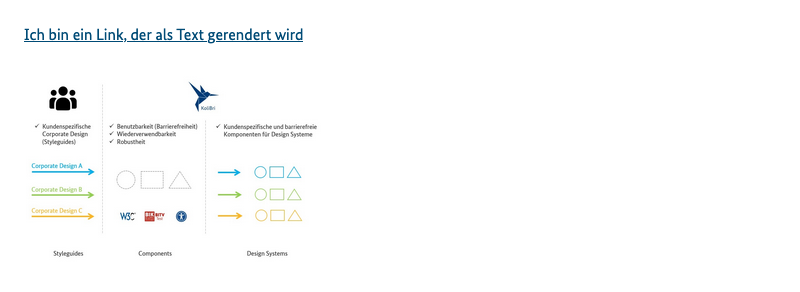 Ich bin ein Link, der als Text gerendert wird
KoliBri
✓ Kundenspezifische
Corporate Design
(Styleguides)
✓ Benutzbarkeit (Barrierefreiheit)
✓ Wiederverwendbarkeit
✓ Robustheit
✓ Kundenspezifische und barrierefreie
Komponenten für Design Systeme
Corporate Design A
Corporate Design B
Corporate Design C
W3C
BIK BITV
Styleguides
Components
Design Systems